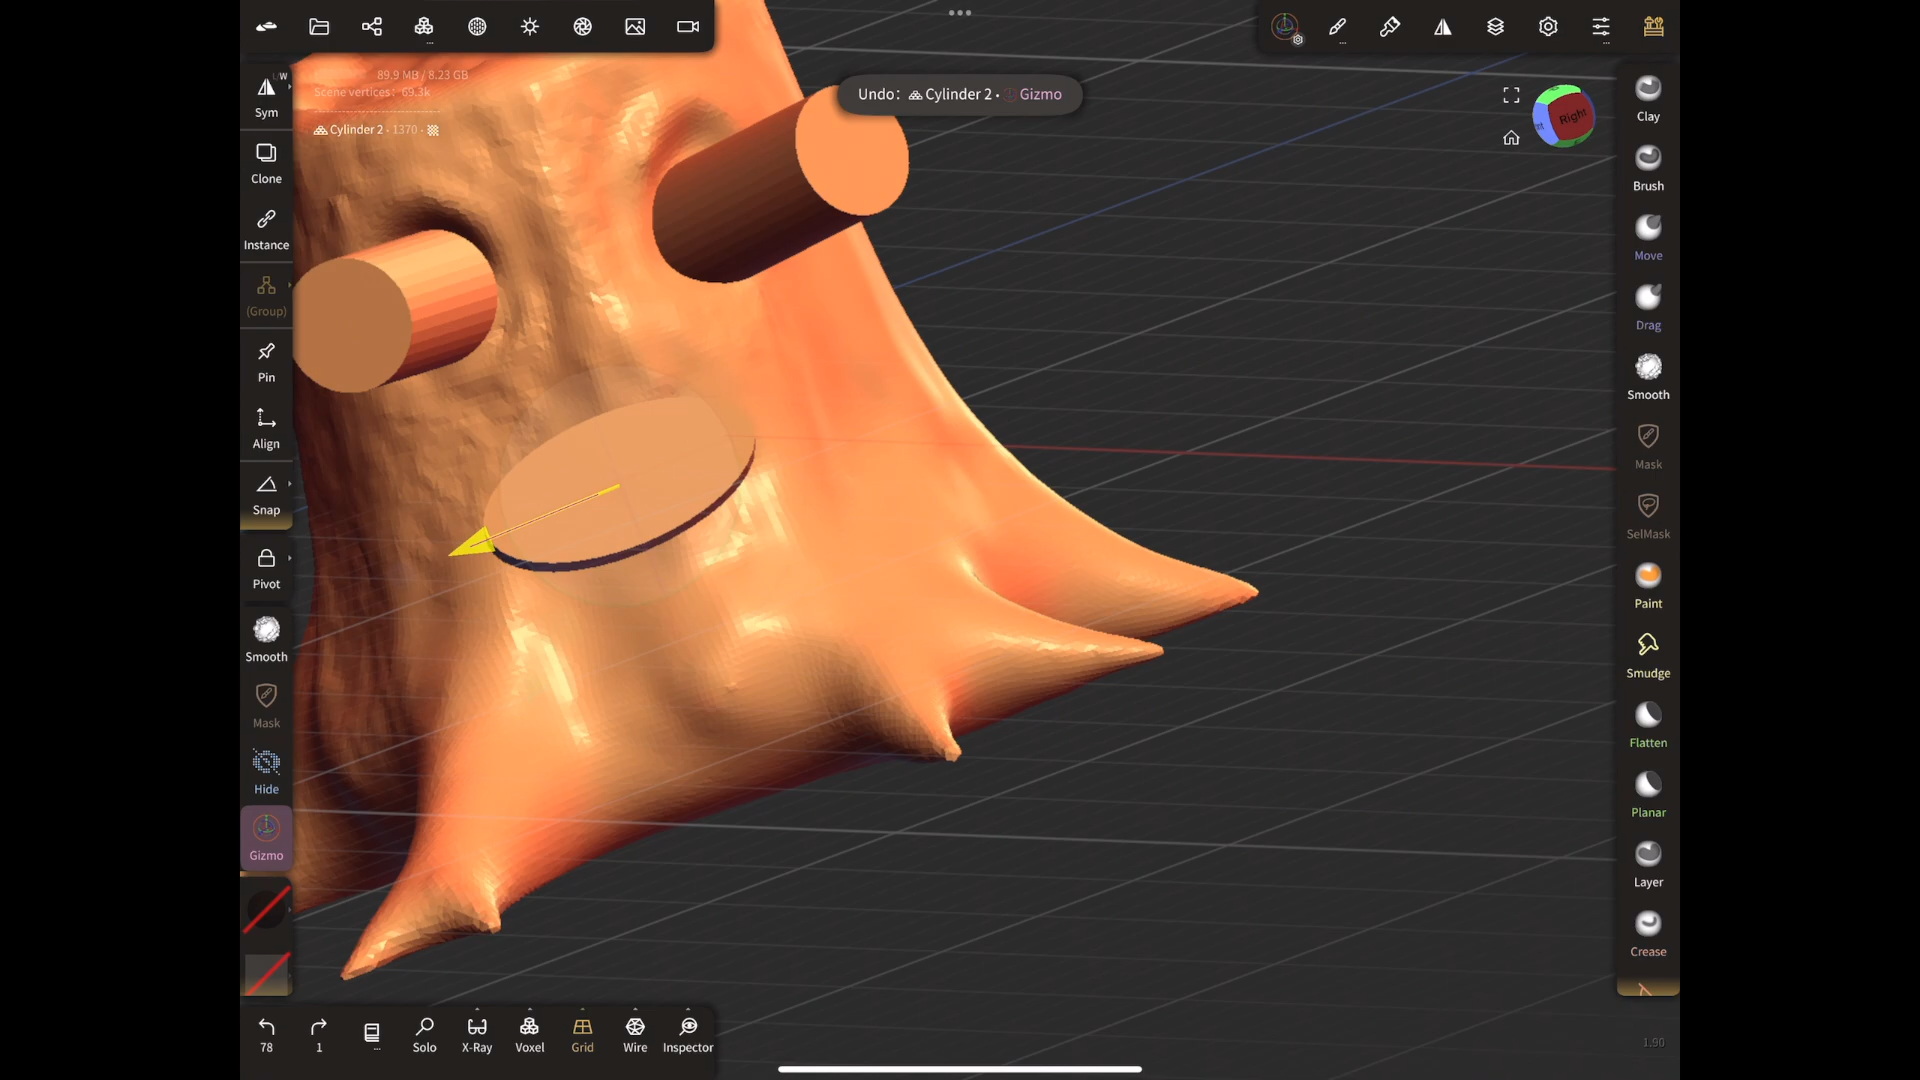 89.9 MB / 8.23 GB
Scene vertices: 69.3k
Cylinder 2 • 1370 •
Undo: Cylinder 2 • Gizmo
Right
W
Sym
Clone
Instance
(Group)
Pin
Align
Snap
Pivot
Smooth
Mask
Hide
Gizmo
Clay
Brush
Move
Drag
Smooth
Mask
SelMask
Paint
Smudge
Flatten
Planar
Layer
Crease
78
1
Solo
X-Ray
Voxel
Grid
Wire
Inspector
1.90